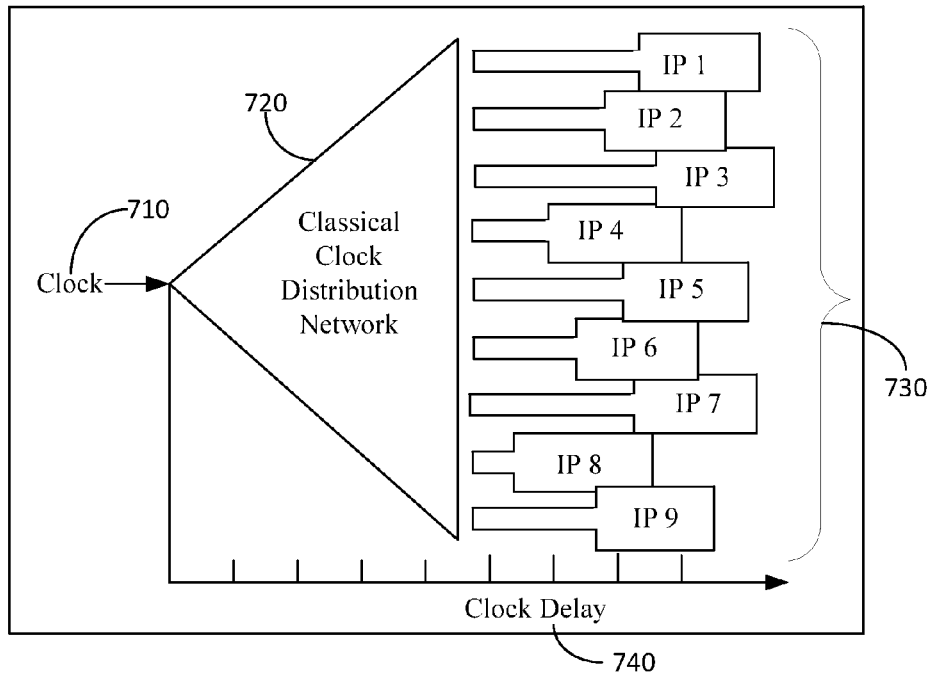 720
710
Clock
Classical
Clock
Distribution
Network
IP 1
IP 2
IP 3
IP 4
IP 5
IP 6
IP 7
IP 8
IP 9
730
Clock Delay
740